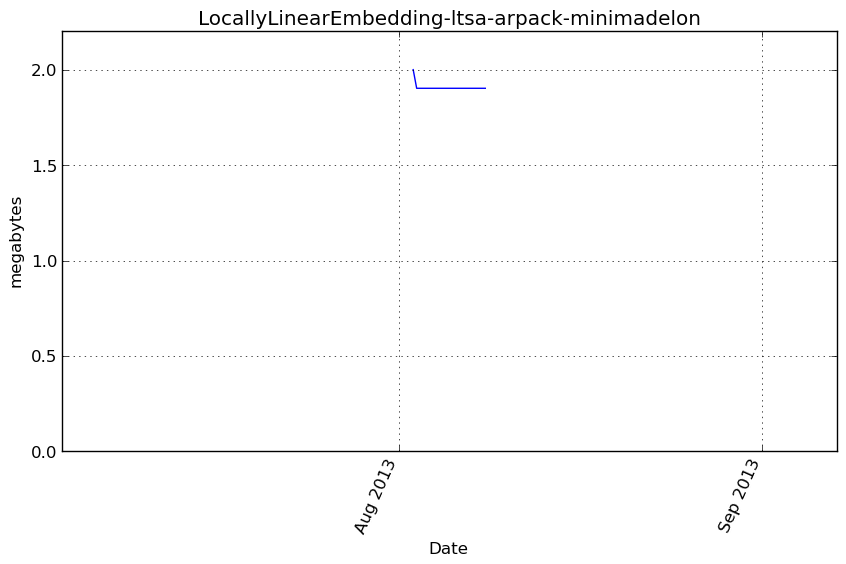 LocallyLinearEmbedding-ltsa-arpack-minimadelon
2.0
1.5
1.0
0.5
0.0
megabytes
Aug 2013
Sep 2013
Date